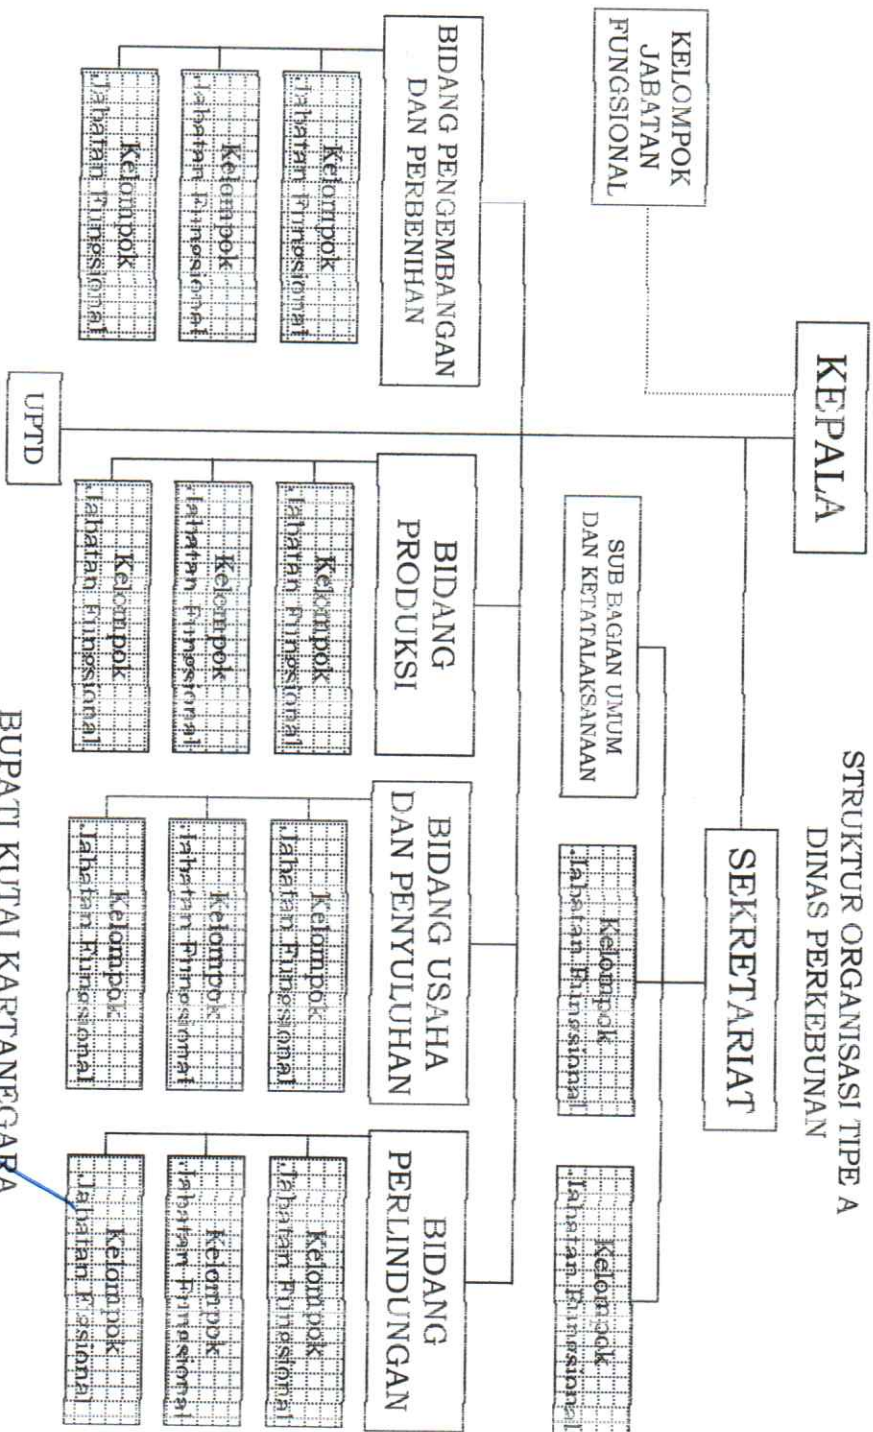 STRUKTUR ORGANISASI TIPE A
DINAS PERKEBUNAN
KEPALA
KELOMPOK
JABATAN
FUNGSIONAL
SEKRETARIAT
SUB BAGIAN UMUM
DAN KETATALAKSANAAN
Kelompok
Jabatan Fungsional
Kelompok
Jabatan Fungsional
BIDANG PENGEMBANGAN
DAN PERBENIHAN
Kelompok
Jabatan Fungsional
Kelompok
Jabatan Fungsional
Kelompok
Jabatan Fungsional
BIDANG
PRODUKSI
Kelompok
Jabatan Fungsional
Kelompok
Jabatan Fungsional
Kelompok
Jabatan Fungsional
BIDANG USAHA
DAN PENYULUHAN
Kelompok
Jabatan Fungsional
Kelompok
Jabatan Fungsional
Kelompok
Jabatan Fungsional
BIDANG
PERLINDUNGAN
Kelompok
Jabatan Fungsional
Kelompok
Jabatan Fungsional
Kelompok
Jabatan Fgsional
UPTD
BUPATI KUTAI KARTANEGARA